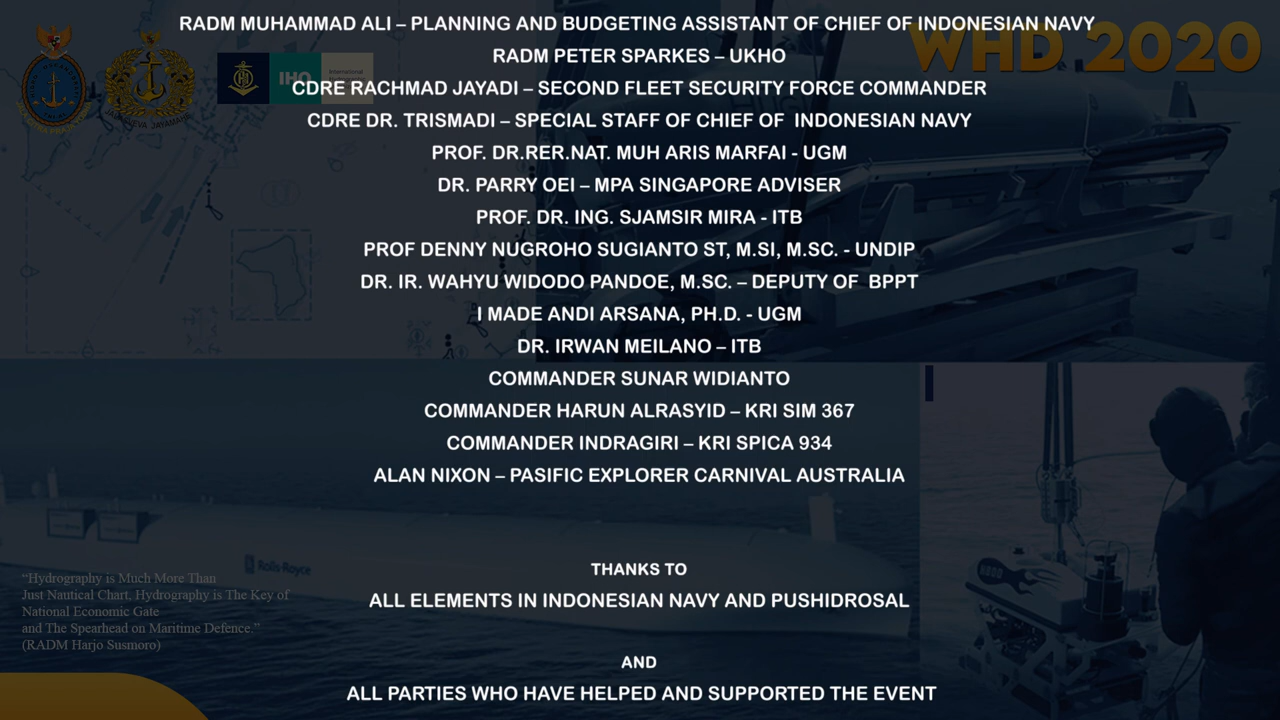 RADM MUHAMMAD ALI – PLANNING AND BUDGETING ASSISTANT OF CHIEF OF INDONESIAN NAVY
WHD 2020
RADM PETER SPARKES – UKHO
IHO International
CDRE RACHMAD JAYADI – SECOND FLEET SECURITY FORCE COMMANDER
CDRE DR. TRISMADI – SPECIAL STAFF OF CHIEF OF  INDONESIAN NAVY
PROF. DR.RER.NAT. MUH ARIS MARFAI - UGM
DR. PARRY OEI – MPA SINGAPORE ADVISER
PROF. DR. ING. SJAMSIR MIRA - ITB
PROF DENNY NUGROHO SUGIANTO ST, M.SI, M.SC. - UNDIP
DR. IR. WAHYU WIDODO PANDOE, M.SC. – DEPUTY OF  BPPT
I MADE ANDI ARSANA, PH.D. - UGM
DR. IRWAN MEILANO – ITB
COMMANDER SUNAR WIDIANTO
COMMANDER HARUN ALRASYID – KRI SIM 367
COMMANDER INDRAGIRI – KRI SPICA 934
ALAN NIXON – PASIFIC EXPLORER CARNIVAL AUSTRALIA
Rolls-Royce
THANKS TO
ALL ELEMENTS IN INDONESIAN NAVY AND PUSHIDROSAL
AND
ALL PARTIES WHO HAVE HELPED AND SUPPORTED THE EVENT
“Hydrography is Much More Than
Just Nautical Chart, Hydrography is The Key of
National Economic Gate
and The Spearhead on Maritime Defence.”
(RADM Harjo Susmoro)